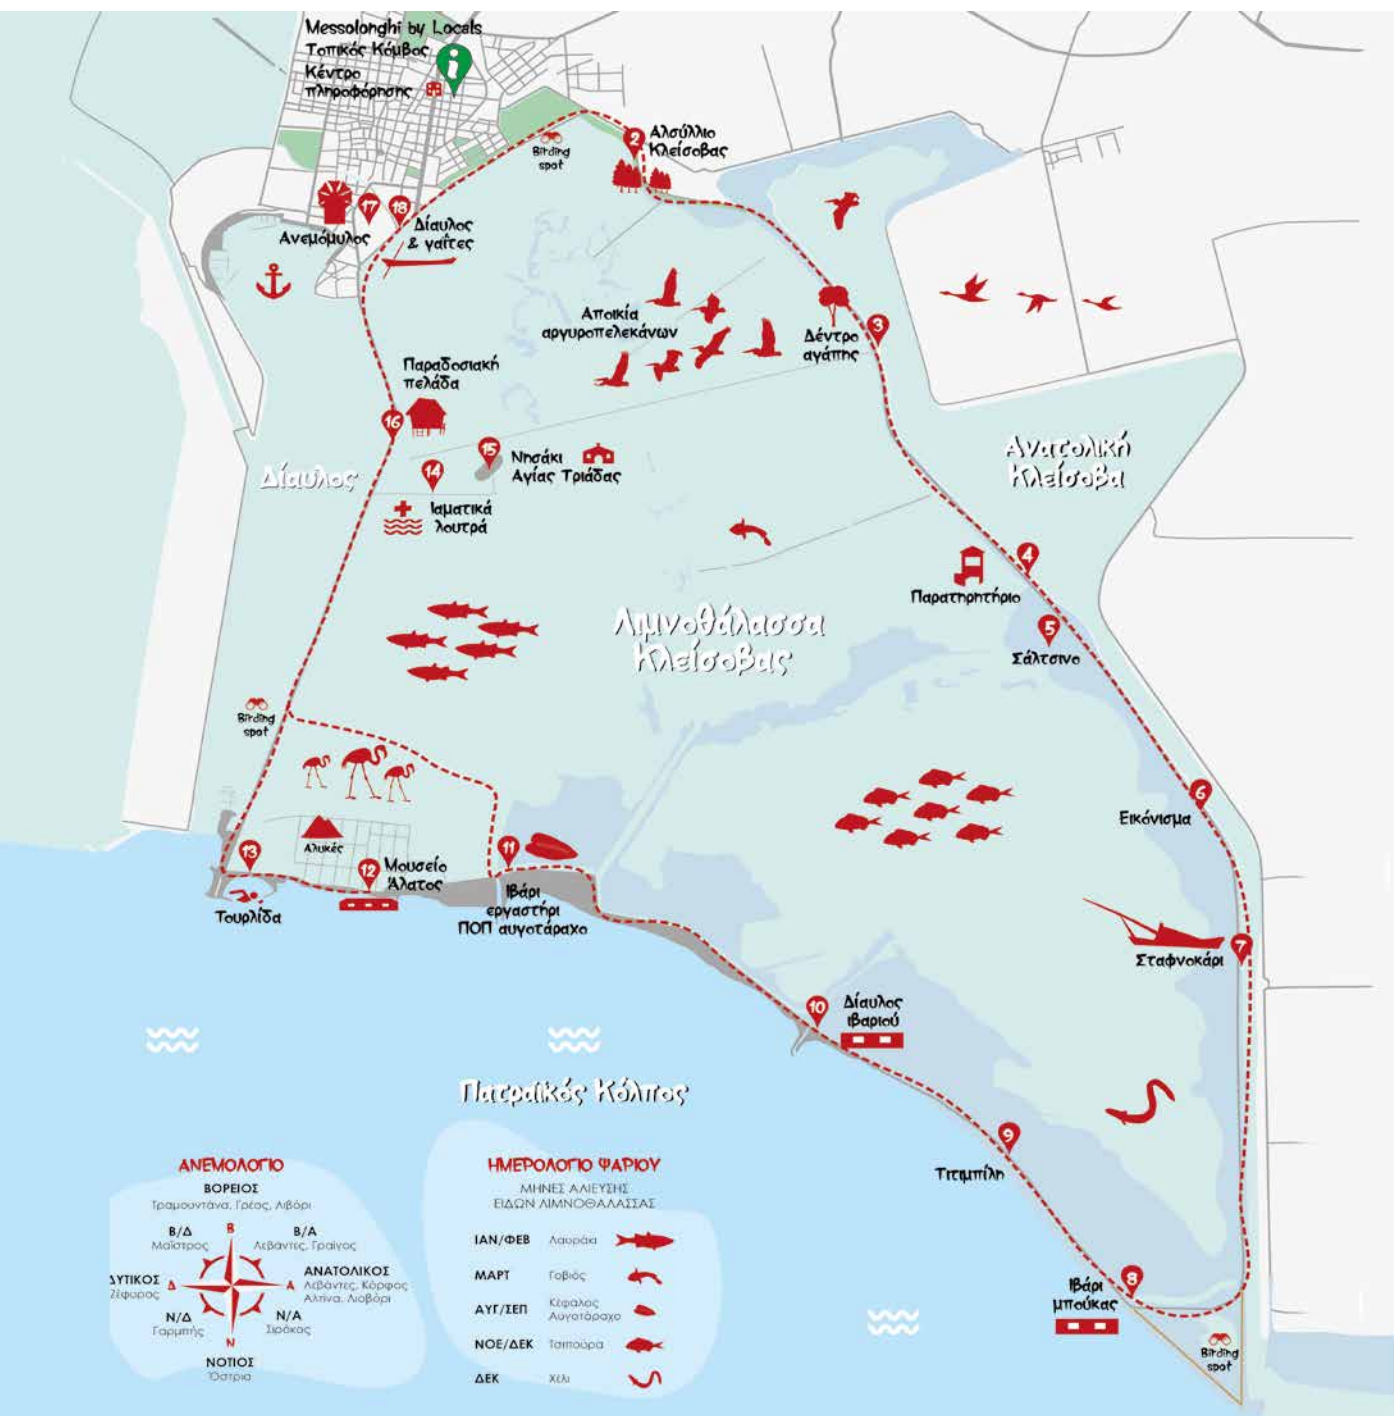 Messolonghi by Locals
Τοπικός Κόμβος
Κέντρο
πληροφόρησης
i
Birding
spot
2
Αλσύλλιο
Κλείσοβας
17
18
Ανεμόμυλος
Δίαυλος
& γαΐτες
Αποικία
αργυροπελεκάνων
Δέντρο
αγάπης
3
Παραδοσιακή
πελάδα
16
Δίαυλος
15
14
Νησάκι
Αγίας Τριάδας
Ιαματικά
λουτρά
Ανατολική
Κλείσοβα
4
Παρατηρητήριο
5
Σάλτσινο
Λιμνοθάλασσα
Κλείσοβας
Birding
spot
6
Εικόνισμα
Αλυκές
13
12
Μουσείο
Άλατος
11
Τουρλίδα
Ιβάρι
εργαστήρι
ΠΟΠ αυγοτάραχο
7
Σταφνοκάρι
10
Δίαυλος
ιβαριού
Πατραϊκός Κόλπος
9
Τιτιμπίλη
8
Ιβάρι
μπούκας
Birding
spot
ΑΝΕΜΟΛΟΓΙΟ
ΒΟΡΕΙΟΣ
Τραμουντάνα, Γρέος, Λιβόρι
Β/Δ
Μαΐστρος
Β
Β/Α
Λεβάντες, Γραίγος
ΔΥΤΙΚΟΣ
Ζέφυρος
Δ
Α
ΑΝΑΤΟΛΙΚΟΣ
Λεβάντες, Κόρφος
Αλτίνα, Λιοβόρι
Ν/Δ
Γαρμπής
Ν
Ν/Α
Σιρόκος
ΝΟΤΙΟΣ
Όστρια
ΗΜΕΡΟΛΟΓΙΟ ΨΑΡΙΟΥ
ΜΗΝΕΣ ΑΛΙΕΥΣΗΣ
ΕΙΔΩΝ ΛΙΜΝΟΘΑΛΑΣΣΑΣ
ΙΑΝ/ΦΕΒ Λαυράκι
ΜΑΡΤ Γοβιός
ΑΥΓ/ΣΕΠ Κέφαλος
Αυγοτάραχο
ΝΟΕ/ΔΕΚ Τσιπούρα
ΔΕΚ Χέλι